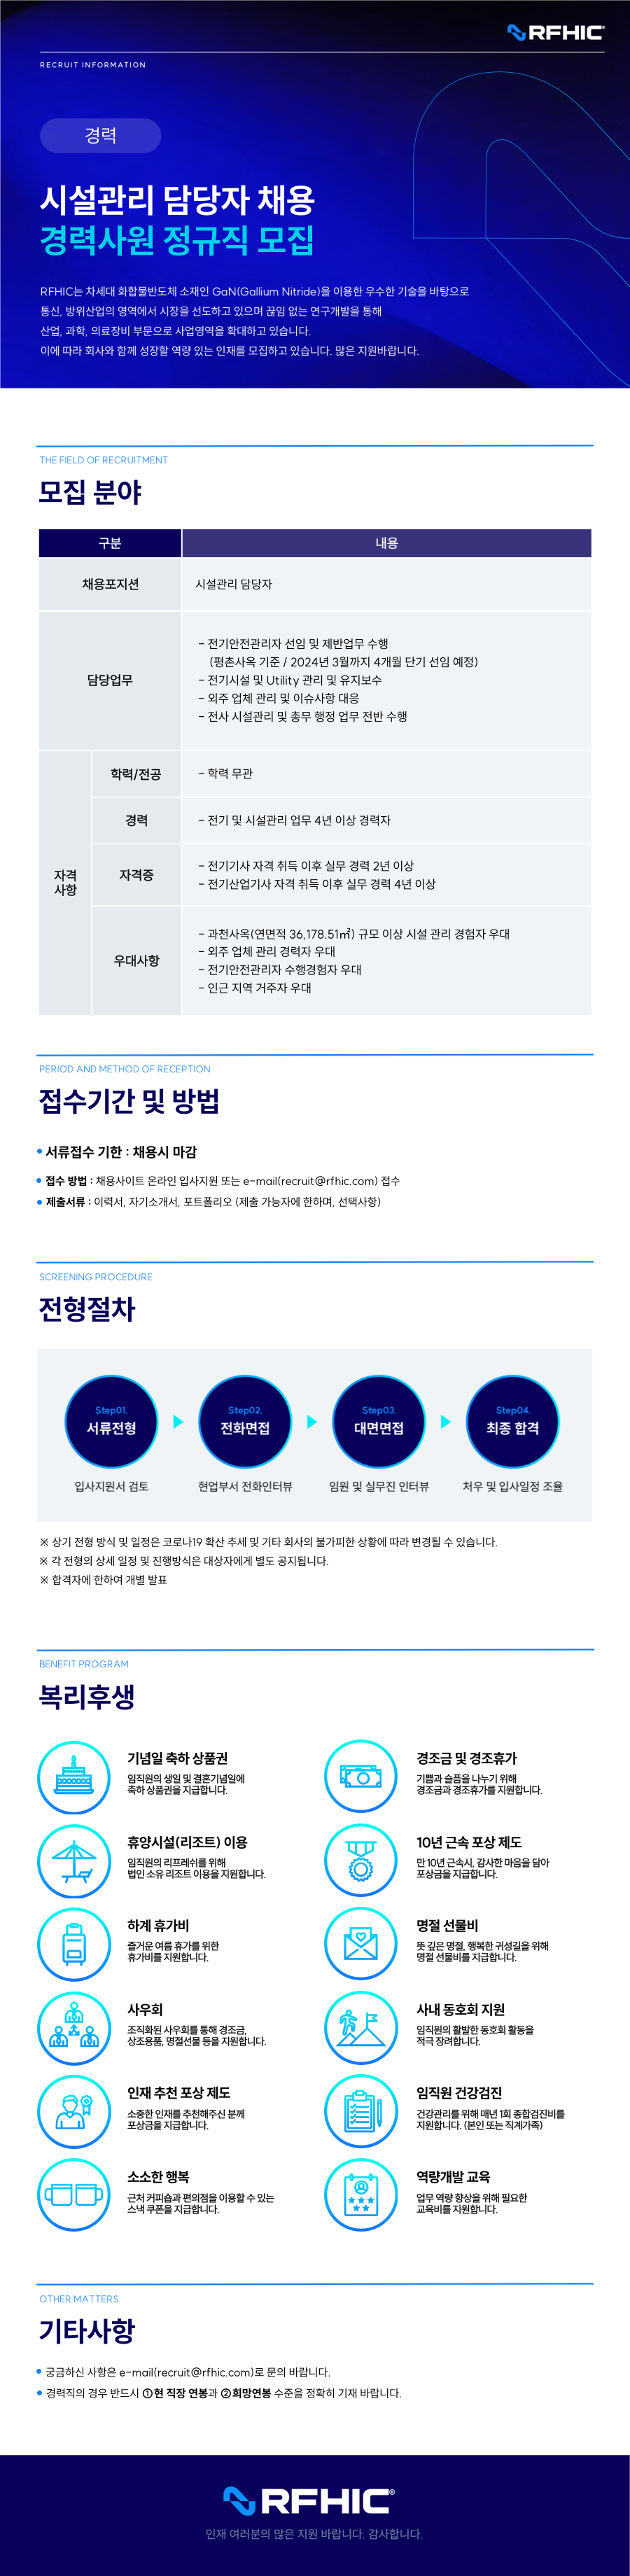 RFHIC
RECRUIT INFORMATION
경력
시설관리 담당자 채용
경력사원 정규직 모집
RFHIC는 차세대 화합물반도체 소재인 GaN(Gallium Nitride)을 이용한 우수한 기술을 바탕으로
통신, 방위산업의 영역에서 시장을 선도하고 있으며 끊임 없는 연구개발을 통해
산업, 과학, 의료장비 부문으로 사업영역을 확대하고 있습니다.
이에 따라 회사와 함께 성장할 역량 있는 인재를 모집하고 있습니다. 많은 지원바랍니다.
THE FIELD OF RECRUITMENT
모집 분야
구분
내용
채용포지션
시설관리 담당자
담당업무
- 전기안전관리자 선임 및 제반업무 수행
(평촌사옥 기준 / 2024년 3월까지 4개월 단기 선임 예정)
- 전기시설 및 Utility 관리 및 유지보수
- 외주 업체 관리 및 이슈사항 대응
- 전사 시설관리 및 총무 행정 업무 전반 수행
자격
사항
학력/전공
- 학력 무관
경력
- 전기 및 시설관리 업무 4년 이상 경력자
자격증
- 전기기사 자격 취득 이후 실무 경력 2년 이상
- 전기산업기사 자격 취득 이후 실무 경력 4년 이상
우대사항
- 과천사옥(연면적 36,178.51㎡) 규모 이상 시설 관리 경험자 우대
- 외주 업체 관리 경력자 우대
- 전기안전관리자 수행경험자 우대
- 인근 지역 거주자 우대
PERIOD AND METHOD OF RECEPTION
접수기간 및 방법
• 서류접수 기한 : 채용시 마감
• 접수 방법 : 채용사이트 온라인 입사지원 또는 e-mail(recruit@rfhic.com) 접수
• 제출서류 : 이력서, 자기소개서, 포트폴리오 (제출 가능자에 한하며, 선택사항)
SCREENING PROCEDURE
전형절차
Step01.
서류전형
입사지원서 검토
Step02.
전화면접
현업부서 전화인터뷰
Step03.
대면면접
임원 및 실무진 인터뷰
Step04.
최종 합격
처우 및 입사일정 조율
※ 상기 전형 방식 및 일정은 코로나19 확산 추세 및 기타 회사의 불가피한 상황에 따라 변경될 수 있습니다.
※ 각 전형의 상세 일정 및 진행방식은 대상자에게 별도 공지됩니다.
※ 합격자에 한하여 개별 발표
BENEFIT PROGRAM
복리후생
기념일 축하 상품권
임직원의 생일 및 결혼기념일에
축하 상품권을 지급합니다.
경조금 및 경조휴가
기쁨과 슬픔을 나누기 위해
경조금과 경조휴가를 지원합니다.
휴양시설(리조트) 이용
임직원의 리프레쉬를 위해
법인 소유 리조트 이용을 지원합니다.
10년 근속 포상 제도
만 10년 근속시, 감사한 마음을 담아
포상금을 지급합니다.
하계 휴가비
즐거운 여름 휴가를 위한
휴가비를 지원합니다.
명절 선물비
뜻 깊은 명절, 행복한 귀성길을 위해
명절 선물비를 지급합니다.
사우회
조직화된 사우회를 통해 경조금,
상조용품, 명절선물 등을 지원합니다.
사내 동호회 지원
임직원의 활발한 동호회 활동을
적극 장려합니다.
인재 추천 포상 제도
소중한 인재를 추천해주신 분께
포상금을 지급합니다.
임직원 건강검진
건강관리를 위해 매년 1회 종합검진비를
지원합니다. (본인 또는 직계가족)
소소한 행복
근처 커피숍과 편의점을 이용할 수 있는
스낵 쿠폰을 지급합니다.
역량개발 교육
업무 역량 향상을 위해 필요한
교육비를 지원합니다.
OTHER MATTERS
기타사항
• 궁금하신 사항은 e-mail(recruit@rfhic.com)로 문의 바랍니다.
• 경력직의 경우 반드시 ①현 직장 연봉과 ②희망연봉 수준을 정확히 기재 바랍니다.
RFHIC®
인재 여러분의 많은 지원 바랍니다. 감사합니다.